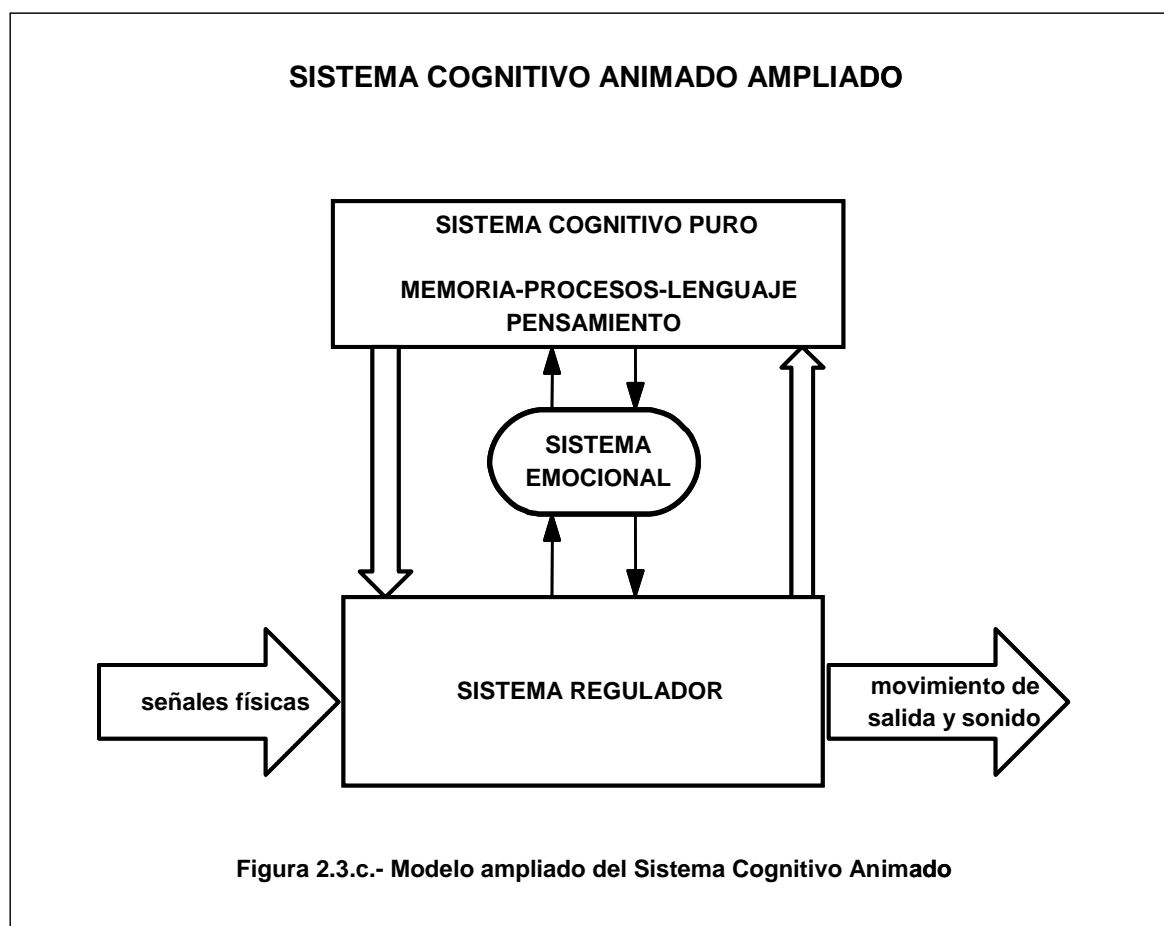 SISTEMA COGNITIVO ANIMADO AMPLIADO
SISTEMA COGNITIVO PURO
MEMORIA-PROCESOS-LENGUAJE
PENSAMIENTO
SISTEMA
EMOCIONAL
señales físicas
SISTEMA REGULADOR
movimiento de
salida y sonido
Figura 2.3.c.- Modelo ampliado del Sistema Cognitivo Animado